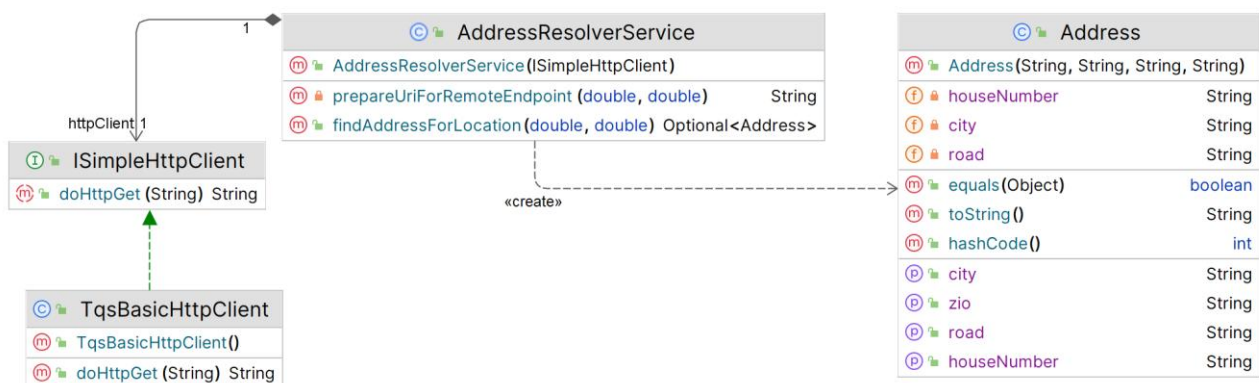 1
AddressResolverService
AddressResolverService(ISimpleHttpClient)
prepareUriForRemoteEndpoint (double, double) String
findAddressForLocation(double, double) Optional<Address>
httpClient 1
ISimpleHttpClient
doHttpGet (String) String
«create»
TqsBasicHttpClient
TqsBasicHttpClient()
doHttpGet (String) String
Address
Address(String, String, String, String)
houseNumber String
city String
road String
equals(Object) boolean
toString() String
hashCode() int
city String
zio String
road String
houseNumber String